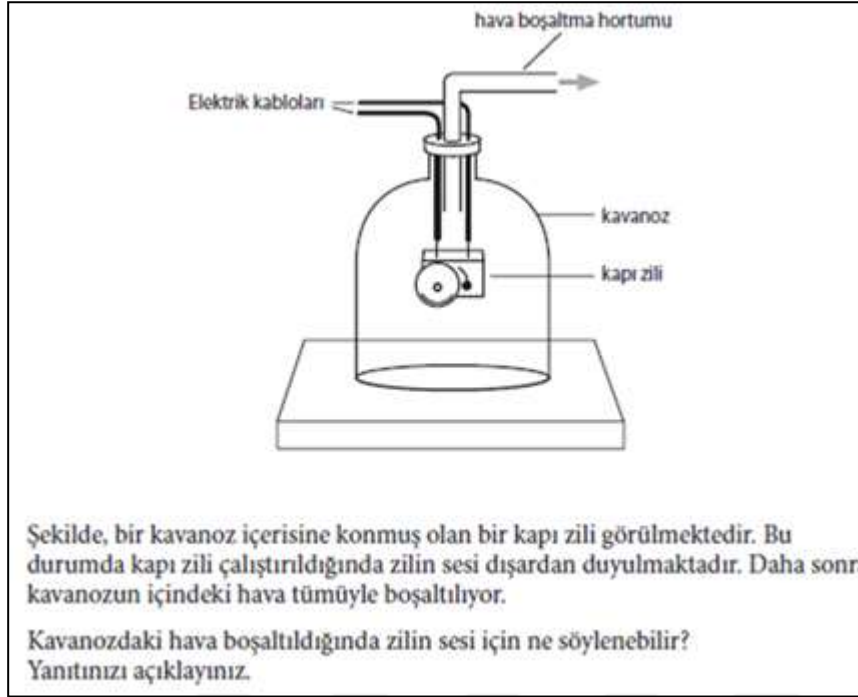 hava boşaltma hortumu
Elektrik kabloları
kavanoz
kapı zili
Şekilde, bir kavanoz içerisine konmuş olan bir kapı zili görülmektedir. Bu
durumda kapı zili çalıştırıldığında zilin sesi dışardan duyulmaktadır. Daha sonr
kavanozun içindeki hava tümüyle boşaltılıyor.
Kavanozdaki hava boşaltıldığında zilin sesi için ne söylenebilir?
Yanıtınızı açıklayınız.